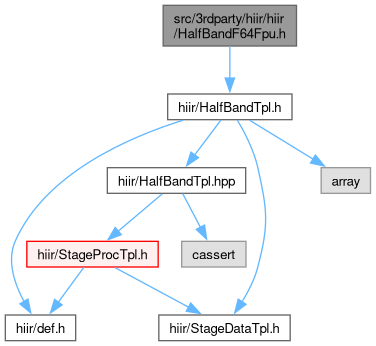 src/3rdparty/hiir/hiir
/HalfBandF64Fpu.h
hiir/HalfBandTpl.h
hiir/HalfBandTpl.hpp
array
hiir/StageProcTpl.h
cassert
hiir/def.h
hiir/StageDataTpl.h